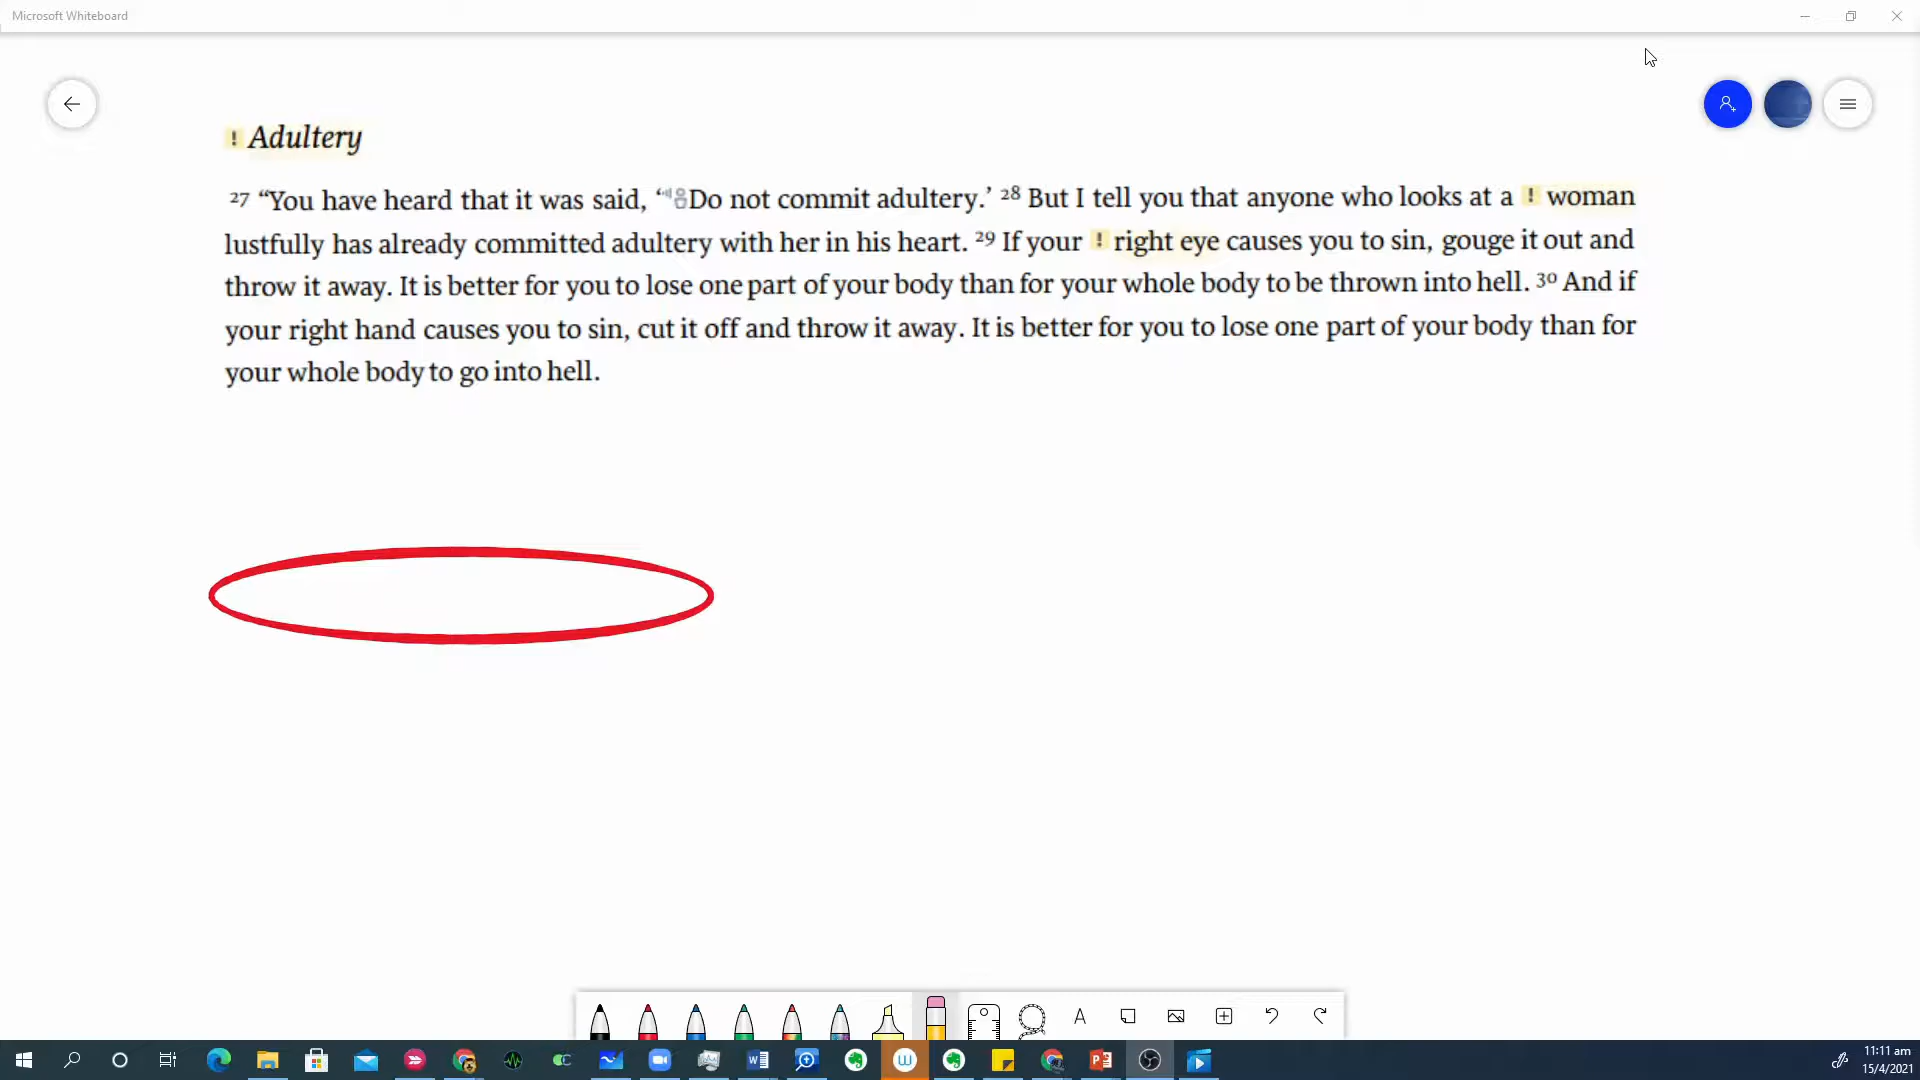 Microsoft Whiteboard
! Adultery
27 “You have heard that it was said, ‘Do not commit adultery.’ 28 But I tell you that anyone who looks at a ! woman
lustfully has already committed adultery with her in his heart. 29 If your ! right eye causes you to sin, gouge it out and
throw it away. It is better for you to lose one part of your body than for your whole body to be thrown into hell. 30 And if
your right hand causes you to sin, cut it off and throw it away. It is better for you to lose one part of your body than for
your whole body to go into hell.
A
11:11 am
15/4/2021